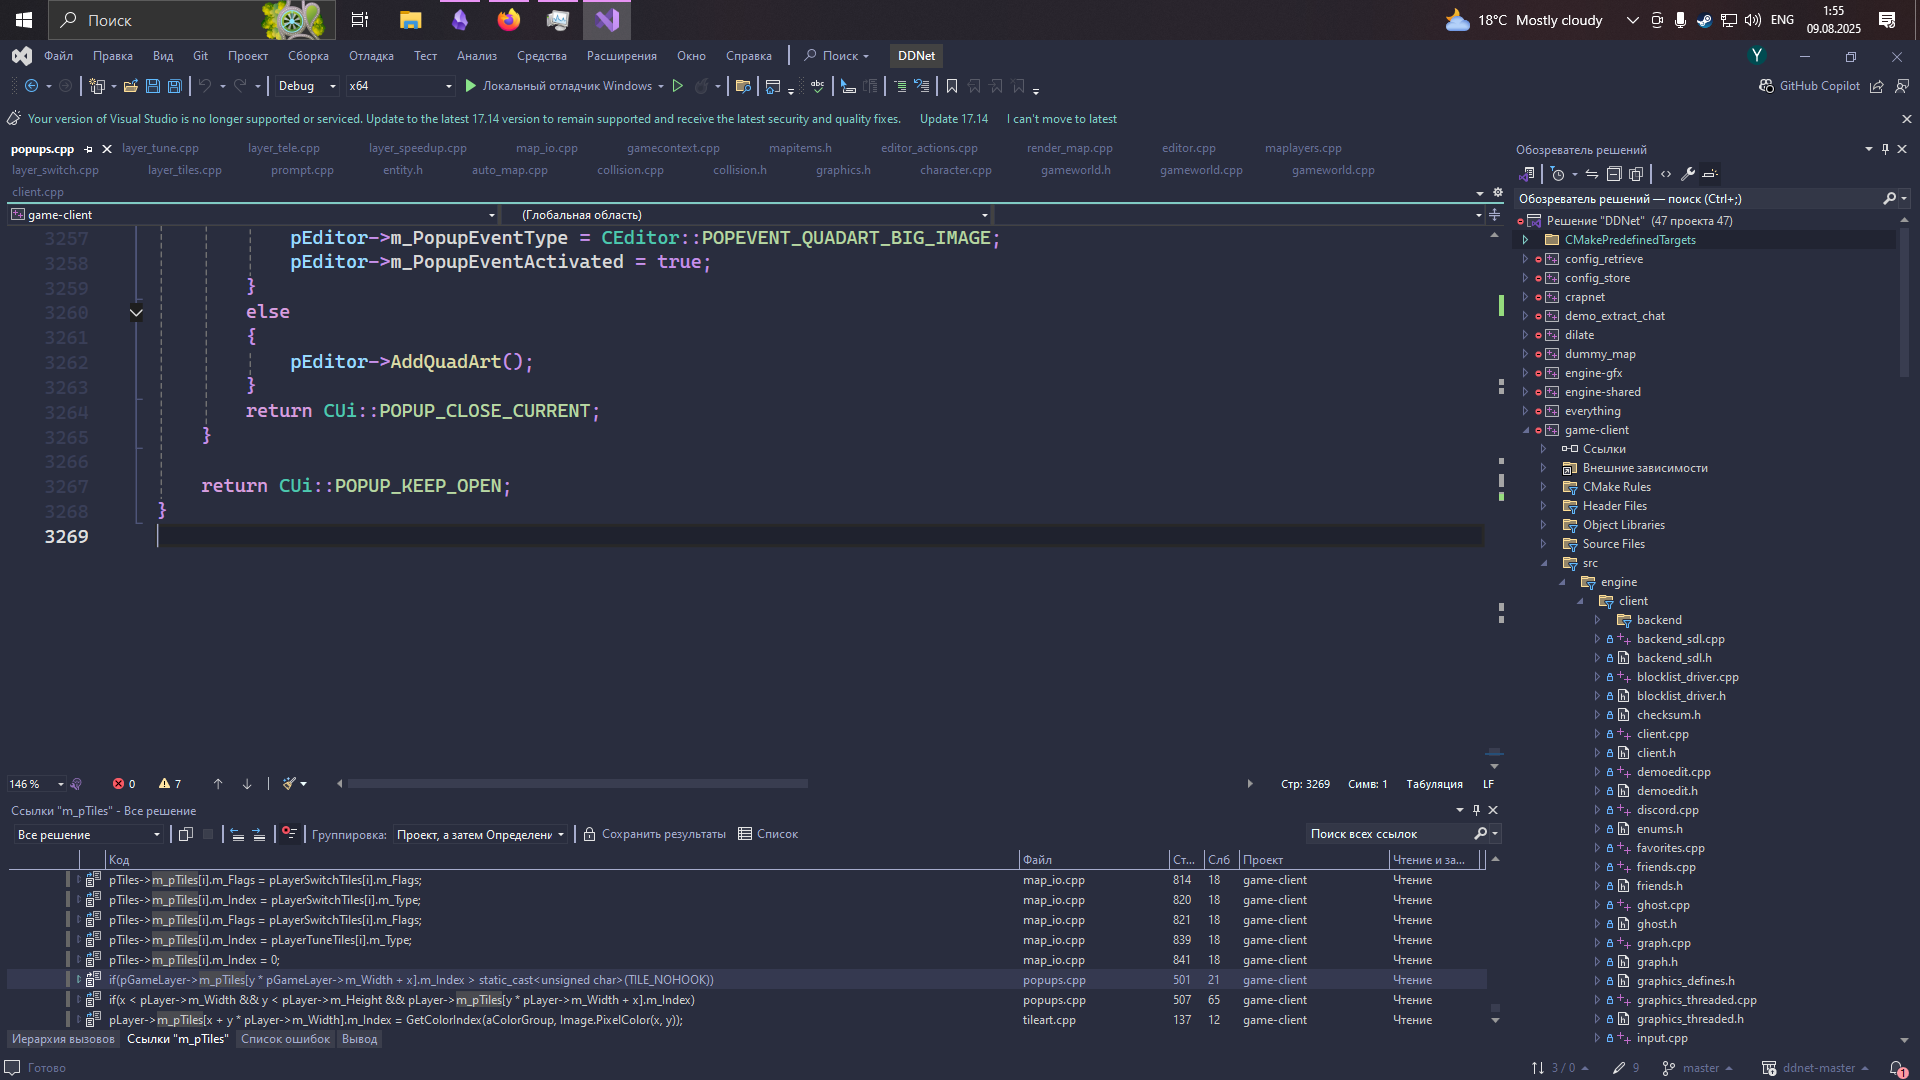 Поиск
18°C Mostly cloudy
ENG
1:55
09.08.2025
Файл Правка Вид Git Проект Сборка Отладка Тест Анализ Средства Расширения Окно Справка Поиск DDNet
Y
Debug x64 Локальный отладчик Windows
GitHub Copilot
Your version of Visual Studio is no longer supported or serviced. Update to the latest 17.14 version to remain supported and receive the latest security and quality fixes. Update 17.14 I can't move to latest
popups.cpp layer_tune.cpp layer_tele.cpp layer_speedup.cpp map_io.cpp gamecontext.cpp mapitems.h editor_actions.cpp render_map.cpp editor.cpp maplayers.cpp
layer_switch.cpp layer_tiles.cpp prompt.cpp entity.h auto_map.cpp collision.cpp collision.h graphics.h character.cpp gameworld.h gameworld.cpp gameworld.cpp
client.cpp
game-client (Глобальная область)
3257 pEditor->m_PopupEventType = CEditor::POPEVENT_QUADART_BIG_IMAGE;
3258 pEditor->m_PopupEventActivated = true;
3259 }
3260 else
3261 {
3262 pEditor->AddQuadArt();
3263 }
3264 return CUi::POPUP_CLOSE_CURRENT;
3265 }
3266
3267 return CUi::POPUP_KEEP_OPEN;
3268 }
3269
146 % 0 7 Стр: 3269 Симв: 1 Табуляция LF
Ссылки "m_pTiles" - Все решение
Все решение Группировка: Проект, а затем Определени Сохранить результаты Список Поиск всех ссылок
Код Файл Ст... Слб Проект Чтение и за...
pTiles->m_pTiles[i].m_Flags = pLayerSwitchTiles[i].m_Flags; map_io.cpp 814 18 game-client Чтение
pTiles->m_pTiles[i].m_Index = pLayerSwitchTiles[i].m_Type; map_io.cpp 820 18 game-client Чтение
pTiles->m_pTiles[i].m_Flags = pLayerSwitchTiles[i].m_Flags; map_io.cpp 821 18 game-client Чтение
pTiles->m_pTiles[i].m_Index = pLayerTuneTiles[i].m_Type; map_io.cpp 839 18 game-client Чтение
pTiles->m_pTiles[i].m_Index = 0; map_io.cpp 841 18 game-client Чтение
if(pGameLayer->m_pTiles[y * pGameLayer->m_Width + x].m_Index > static_cast<unsigned char>(TILE_NOHOOK)) popups.cpp 501 21 game-client Чтение
if(x < pLayer->m_Width && y < pLayer->m_Height && pLayer->m_pTiles[y * pLayer->m_Width + x].m_Index) popups.cpp 507 65 game-client Чтение
pLayer->m_pTiles[x + y * pLayer->m_Width].m_Index = GetColorIndex(aColorGroup, Image.PixelColor(x, y)); tileart.cpp 137 12 game-client Чтение
Иерархия вызовов Ссылки "m_pTiles" Список ошибок Вывод
Обозреватель решений
Обозреватель решений — поиск (Ctrl+;)
Решение "DDNet" (47 проекта 47)
CMakePredefinedTargets
config_retrieve
config_store
crapnet
demo_extract_chat
dilate
dummy_map
engine-gfx
engine-shared
everything
game-client
Ссылки
Внешние зависимости
CMake Rules
Header Files
Object Libraries
Source Files
src
engine
client
backend
backend_sdl.cpp
backend_sdl.h
blocklist_driver.cpp
blocklist_driver.h
checksum.h
client.cpp
client.h
demoedit.cpp
demoedit.h
discord.cpp
enums.h
favorites.cpp
friends.cpp
friends.h
ghost.cpp
ghost.h
graph.cpp
graph.h
graphics_defines.h
graphics_threaded.cpp
graphics_threaded.h
input.cpp
Готово 3 / 0 9 master ddnet-master 1